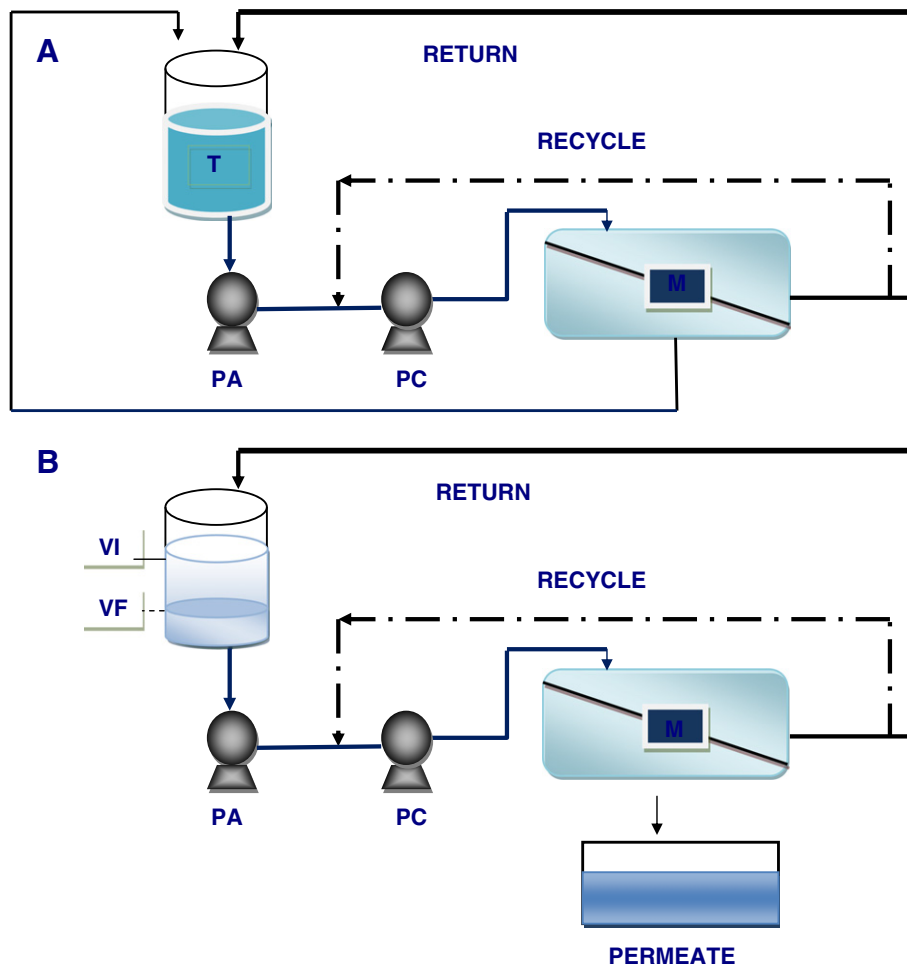 A
RETURN
RECYCLE
T
M
PA
PC
B
RETURN
VI
RECYCLE
VF
M
PA
PC
PERMEATE